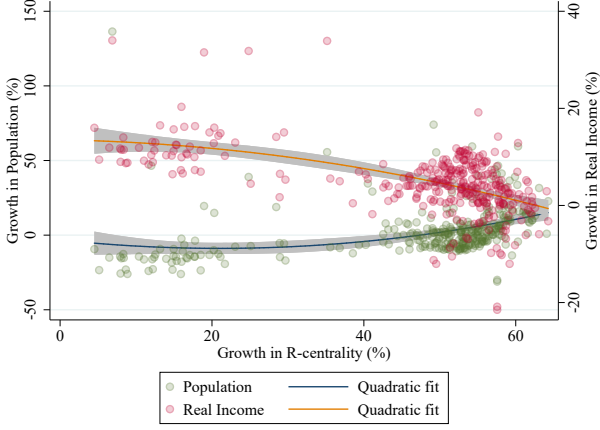 150
100
50
0
-50
Growth in Population (%)
40
20
0
-20
Growth in Real Income (%)
0 20 40 60
Growth in R-centrality (%)
Population Quadratic fit
Real Income Quadratic fit